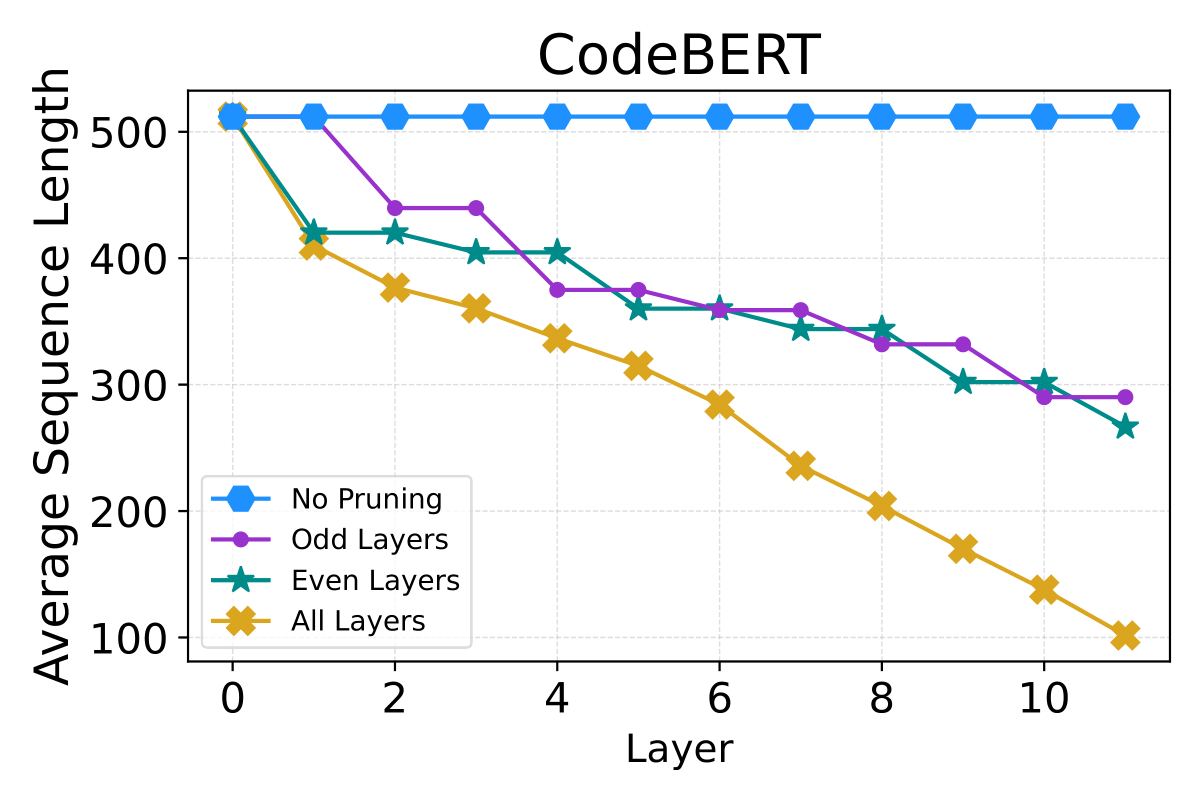 CodeBERT
Average Sequence Length
500
400
300
200
100
No Pruning
Odd Layers
Even Layers
All Layers
0 2 4 6 8 10
Layer